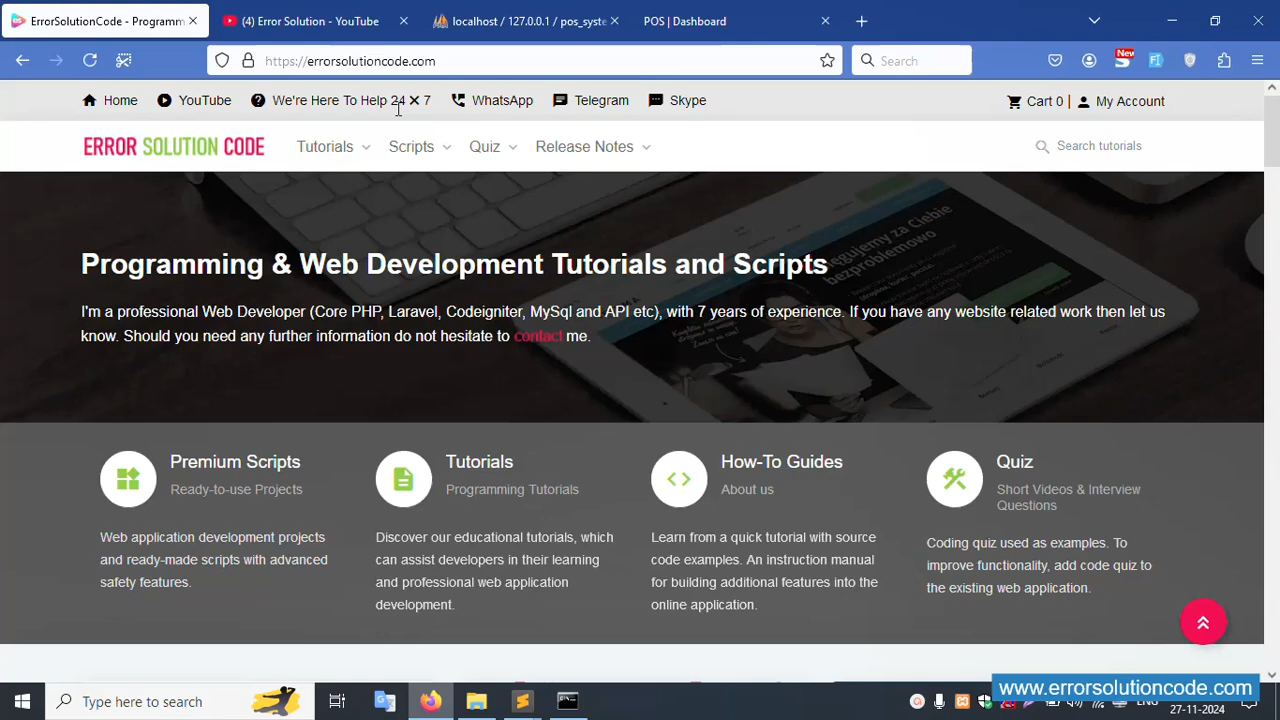 ErrorSolutionCode - Programm
(4) Error Solution - YouTube
localhost / 127.0.0.1 / pos_syste
POS | Dashboard
https://errorsolutioncode.com
Search
New
Home
YouTube
We're Here To Help 24 × 7
WhatsApp
Telegram
Skype
Cart 0 |
My Account
ERROR SOLUTION CODE
Tutorials
Scripts
Quiz
Release Notes
Search tutorials
Programming & Web Development Tutorials and Scripts
I'm a professional Web Developer (Core PHP, Laravel, Codeigniter, MySql and API etc), with 7 years of experience. If you have any website related work then let us
know. Should you need any further information do not hesitate to contact me.
Premium Scripts
Ready-to-use Projects
Web application development projects
and ready-made scripts with advanced
safety features.
Tutorials
Programming Tutorials
Discover our educational tutorials, which
can assist developers in their learning
and professional web application
development.
How-To Guides
About us
Learn from a quick tutorial with source
code examples. An instruction manual
for building additional features into the
online application.
Quiz
Short Videos & Interview
Questions
Coding quiz used as examples. To
improve functionality, add code quiz to
the existing web application.
Type here to search
www.errorsolutioncode.com
ENG
27-11-2024